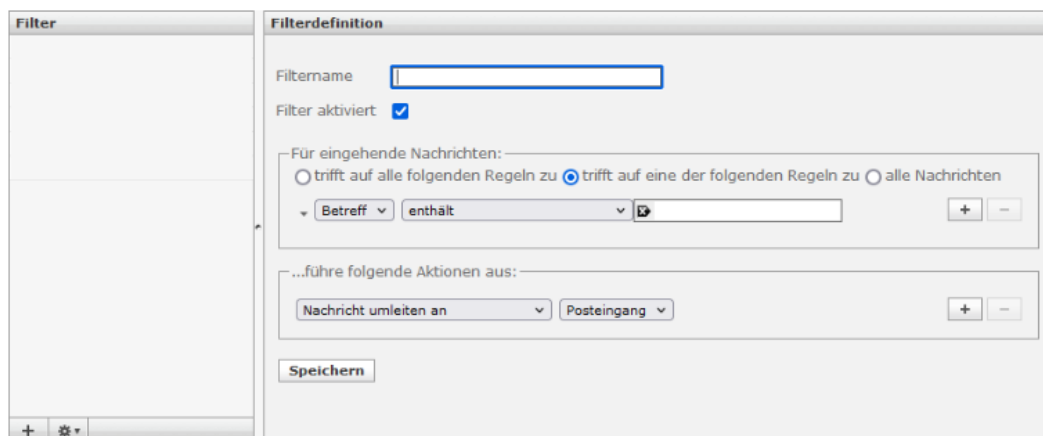 Filter
Filterdefinition
Filtername
Filter aktiviert
Für eingehende Nachrichten:
trifft auf alle folgenden Regeln zu trifft auf eine der folgenden Regeln zu alle Nachrichten
Betreff enthält
...führe folgende Aktionen aus:
Nachricht umleiten an Posteingang
Speichern